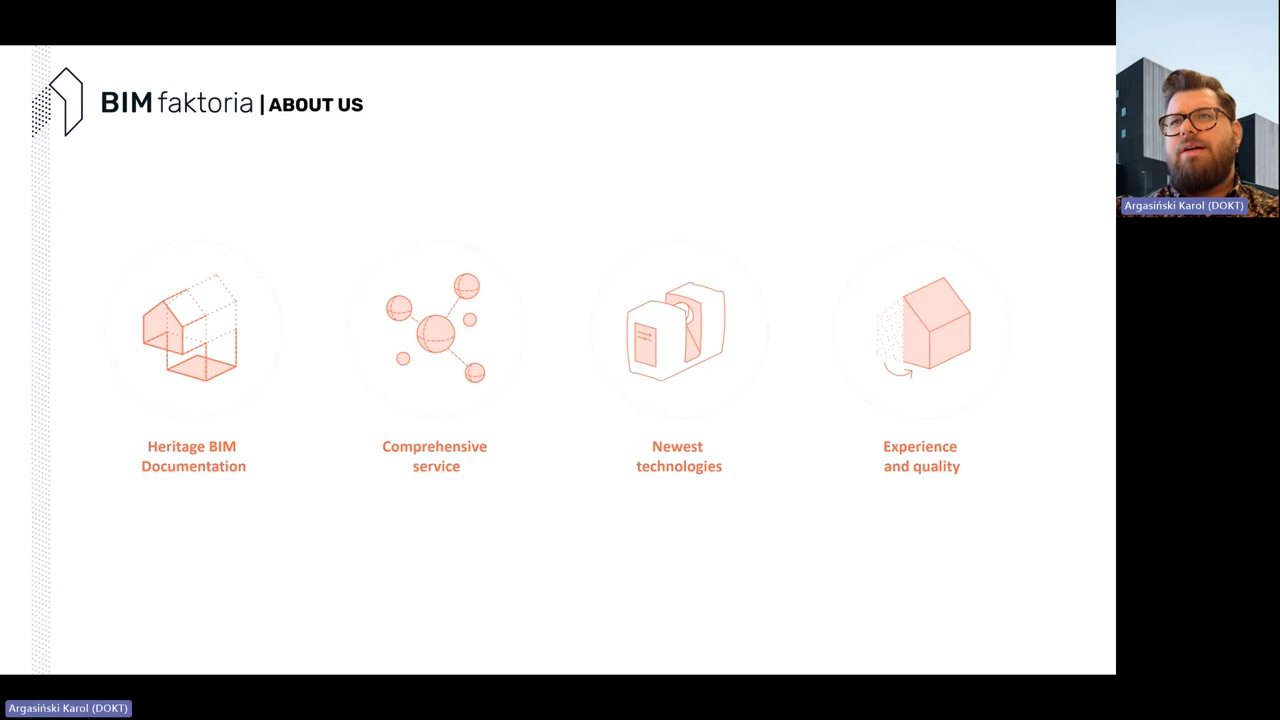 BIM faktoria | ABOUT US
Heritage BIM
Documentation
Comprehensive
service
Newest
technologies
Experience
and quality
Argasiński Karol (DOKT)
Argasiński Karol (DOKT)